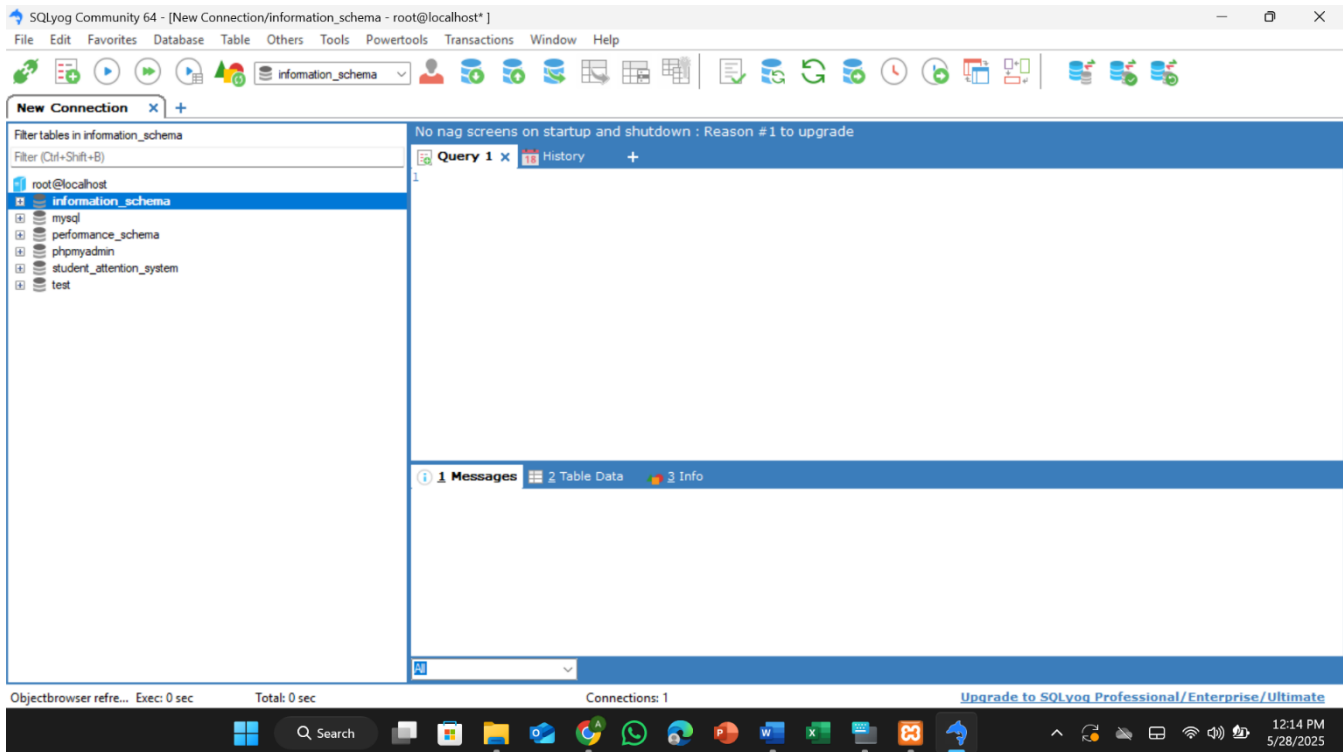 SQLyog Community 64 - [New Connection/information_schema - root@localhost* ]
File Edit Favorites Database Table Others Tools Powertools Transactions Window Help
information_schema
New Connection x +
Filter tables in information_schema
Filter (Ctrl+Shift+B)
root@localhost
information_schema
mysql
performance_schema
phpmyadmin
student_attention_system
test
No nag screens on startup and shutdown : Reason #1 to upgrade
Query 1 x 18 History +
1
1 Messages 2 Table Data 3 Info
All
Objectbrowser refre... Exec: 0 sec Total: 0 sec Connections: 1 Upgrade to SQLyog Professional/Enterprise/Ultimate
Search
12:14 PM
5/28/2025